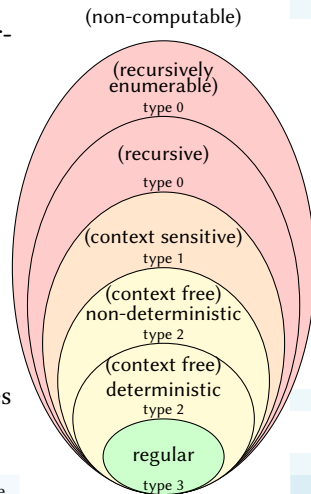 (non-computable)
r-
(recursively
enumerable)
type 0
(recursive)
type 0
(context sensitive)
type 1
(context free)
non-deterministic
type 2
(context free)
deterministic
type 2
es
regular
type 3
e